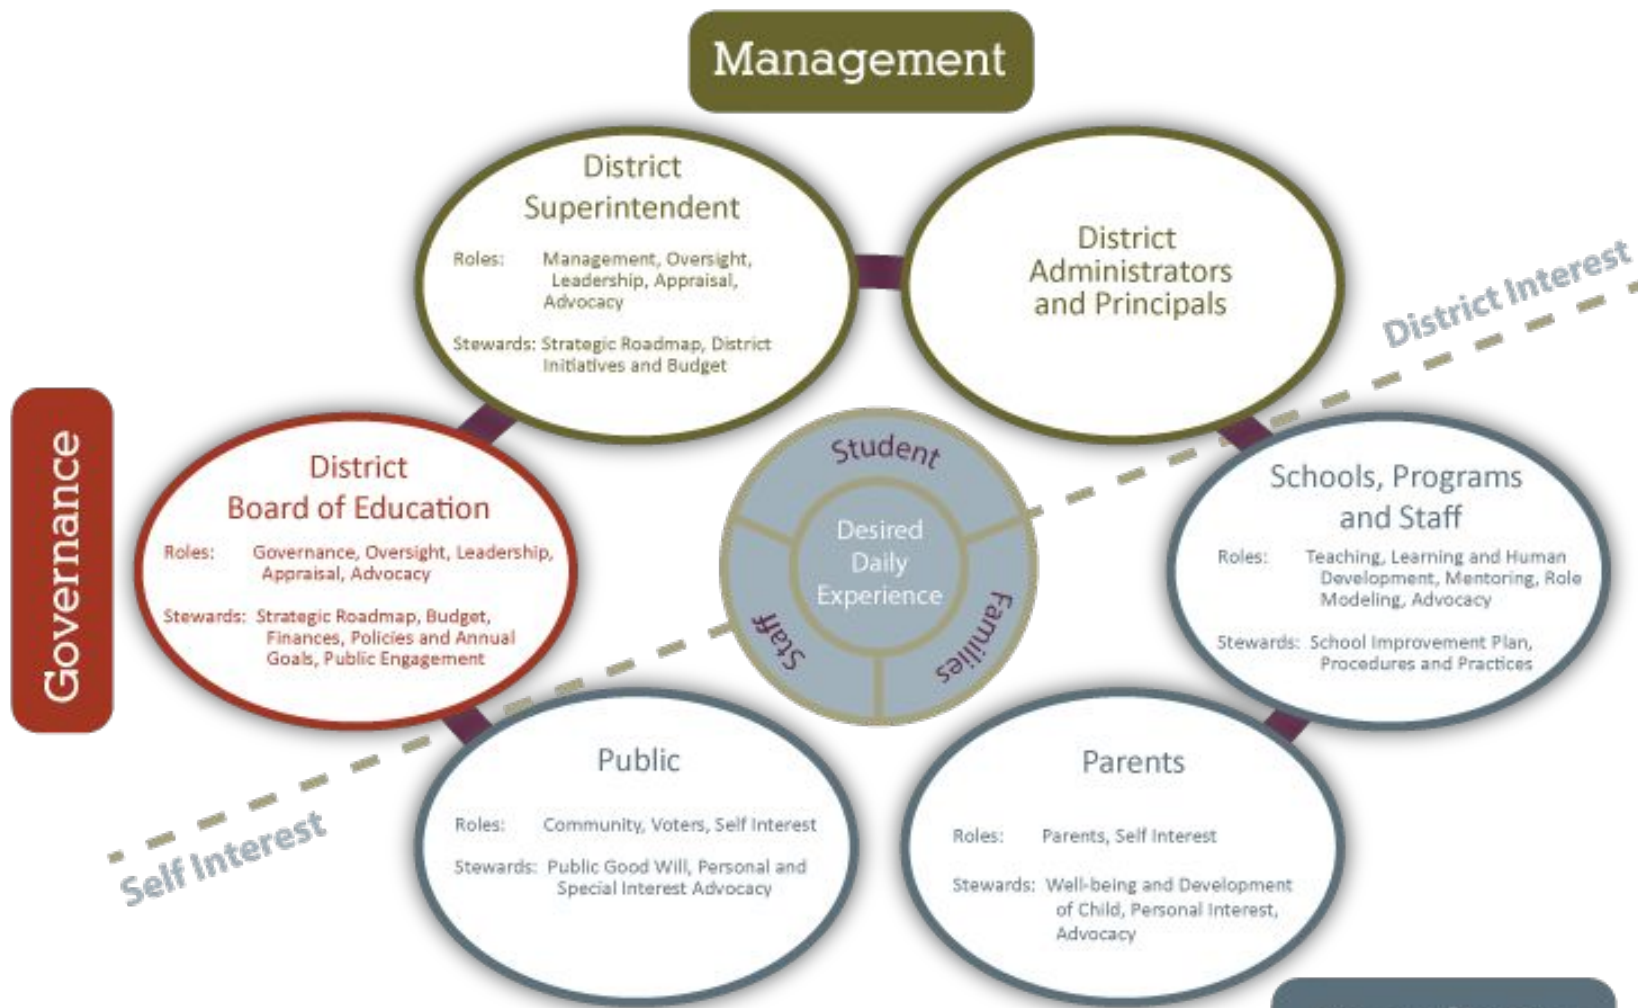 Management
District
Superintendent
Roles: Management, Oversight,
Leadership, Appraisal,
Advocacy
Stewards: Strategic Roadmap, District
Initiatives and Budget
District
Administrators
and Principals
District Interest
Governance
District
Board of Education
Roles: Governance, Oversight, Leadership,
Appraisal, Advocacy
Stewards: Strategic Roadmap, Budget,
Finances, Policies and Annual
Goals, Public Engagement
Student
Desired
Daily
Experience
Staff
Families
Schools, Programs
and Staff
Roles: Teaching, Learning and Human
Development, Mentoring, Role
Modeling, Advocacy
Stewards: School Improvement Plan,
Procedures and Practices
Self Interest
Public
Roles: Community, Voters, Self Interest
Stewards: Public Good Will, Personal and
Special Interest Advocacy
Parents
Roles: Parents, Self Interest
Stewards: Well-being and Development
of Child, Personal Interest,
Advocacy